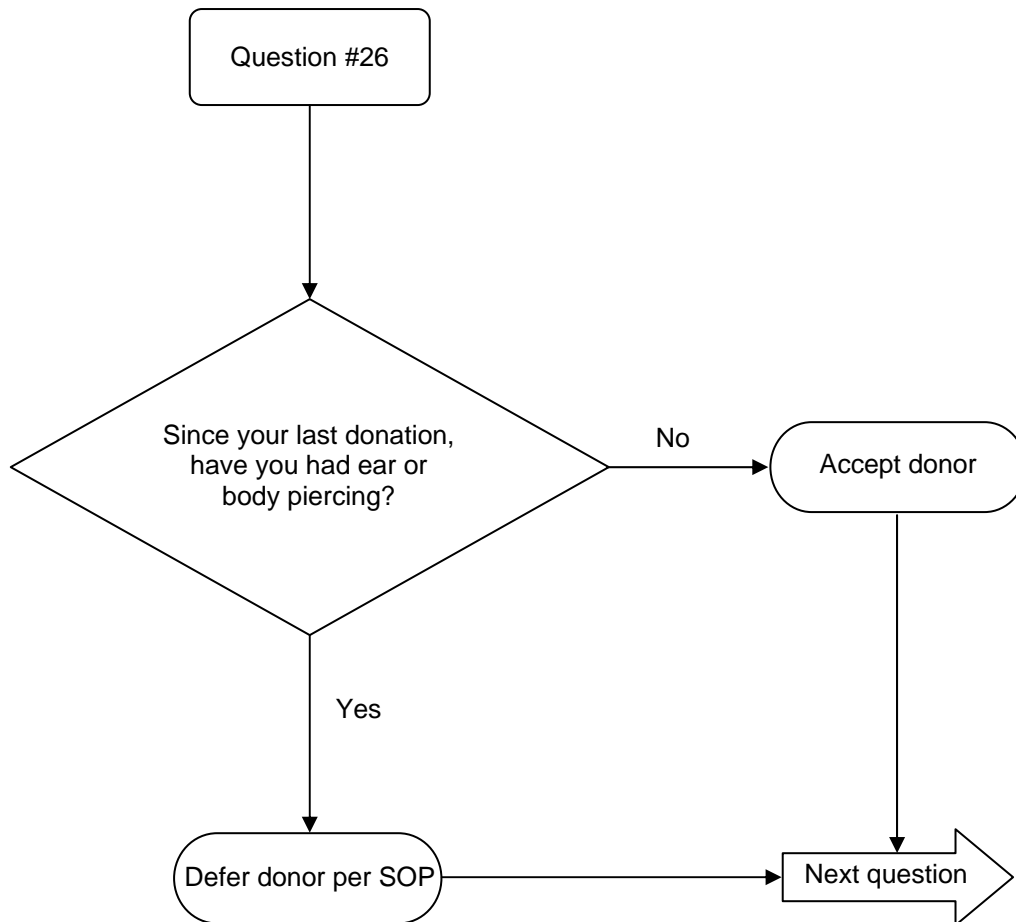 Question #26
Since your last donation,
have you had ear or
body piercing?
No
Accept donor
Yes
Defer donor per SOP
Next question